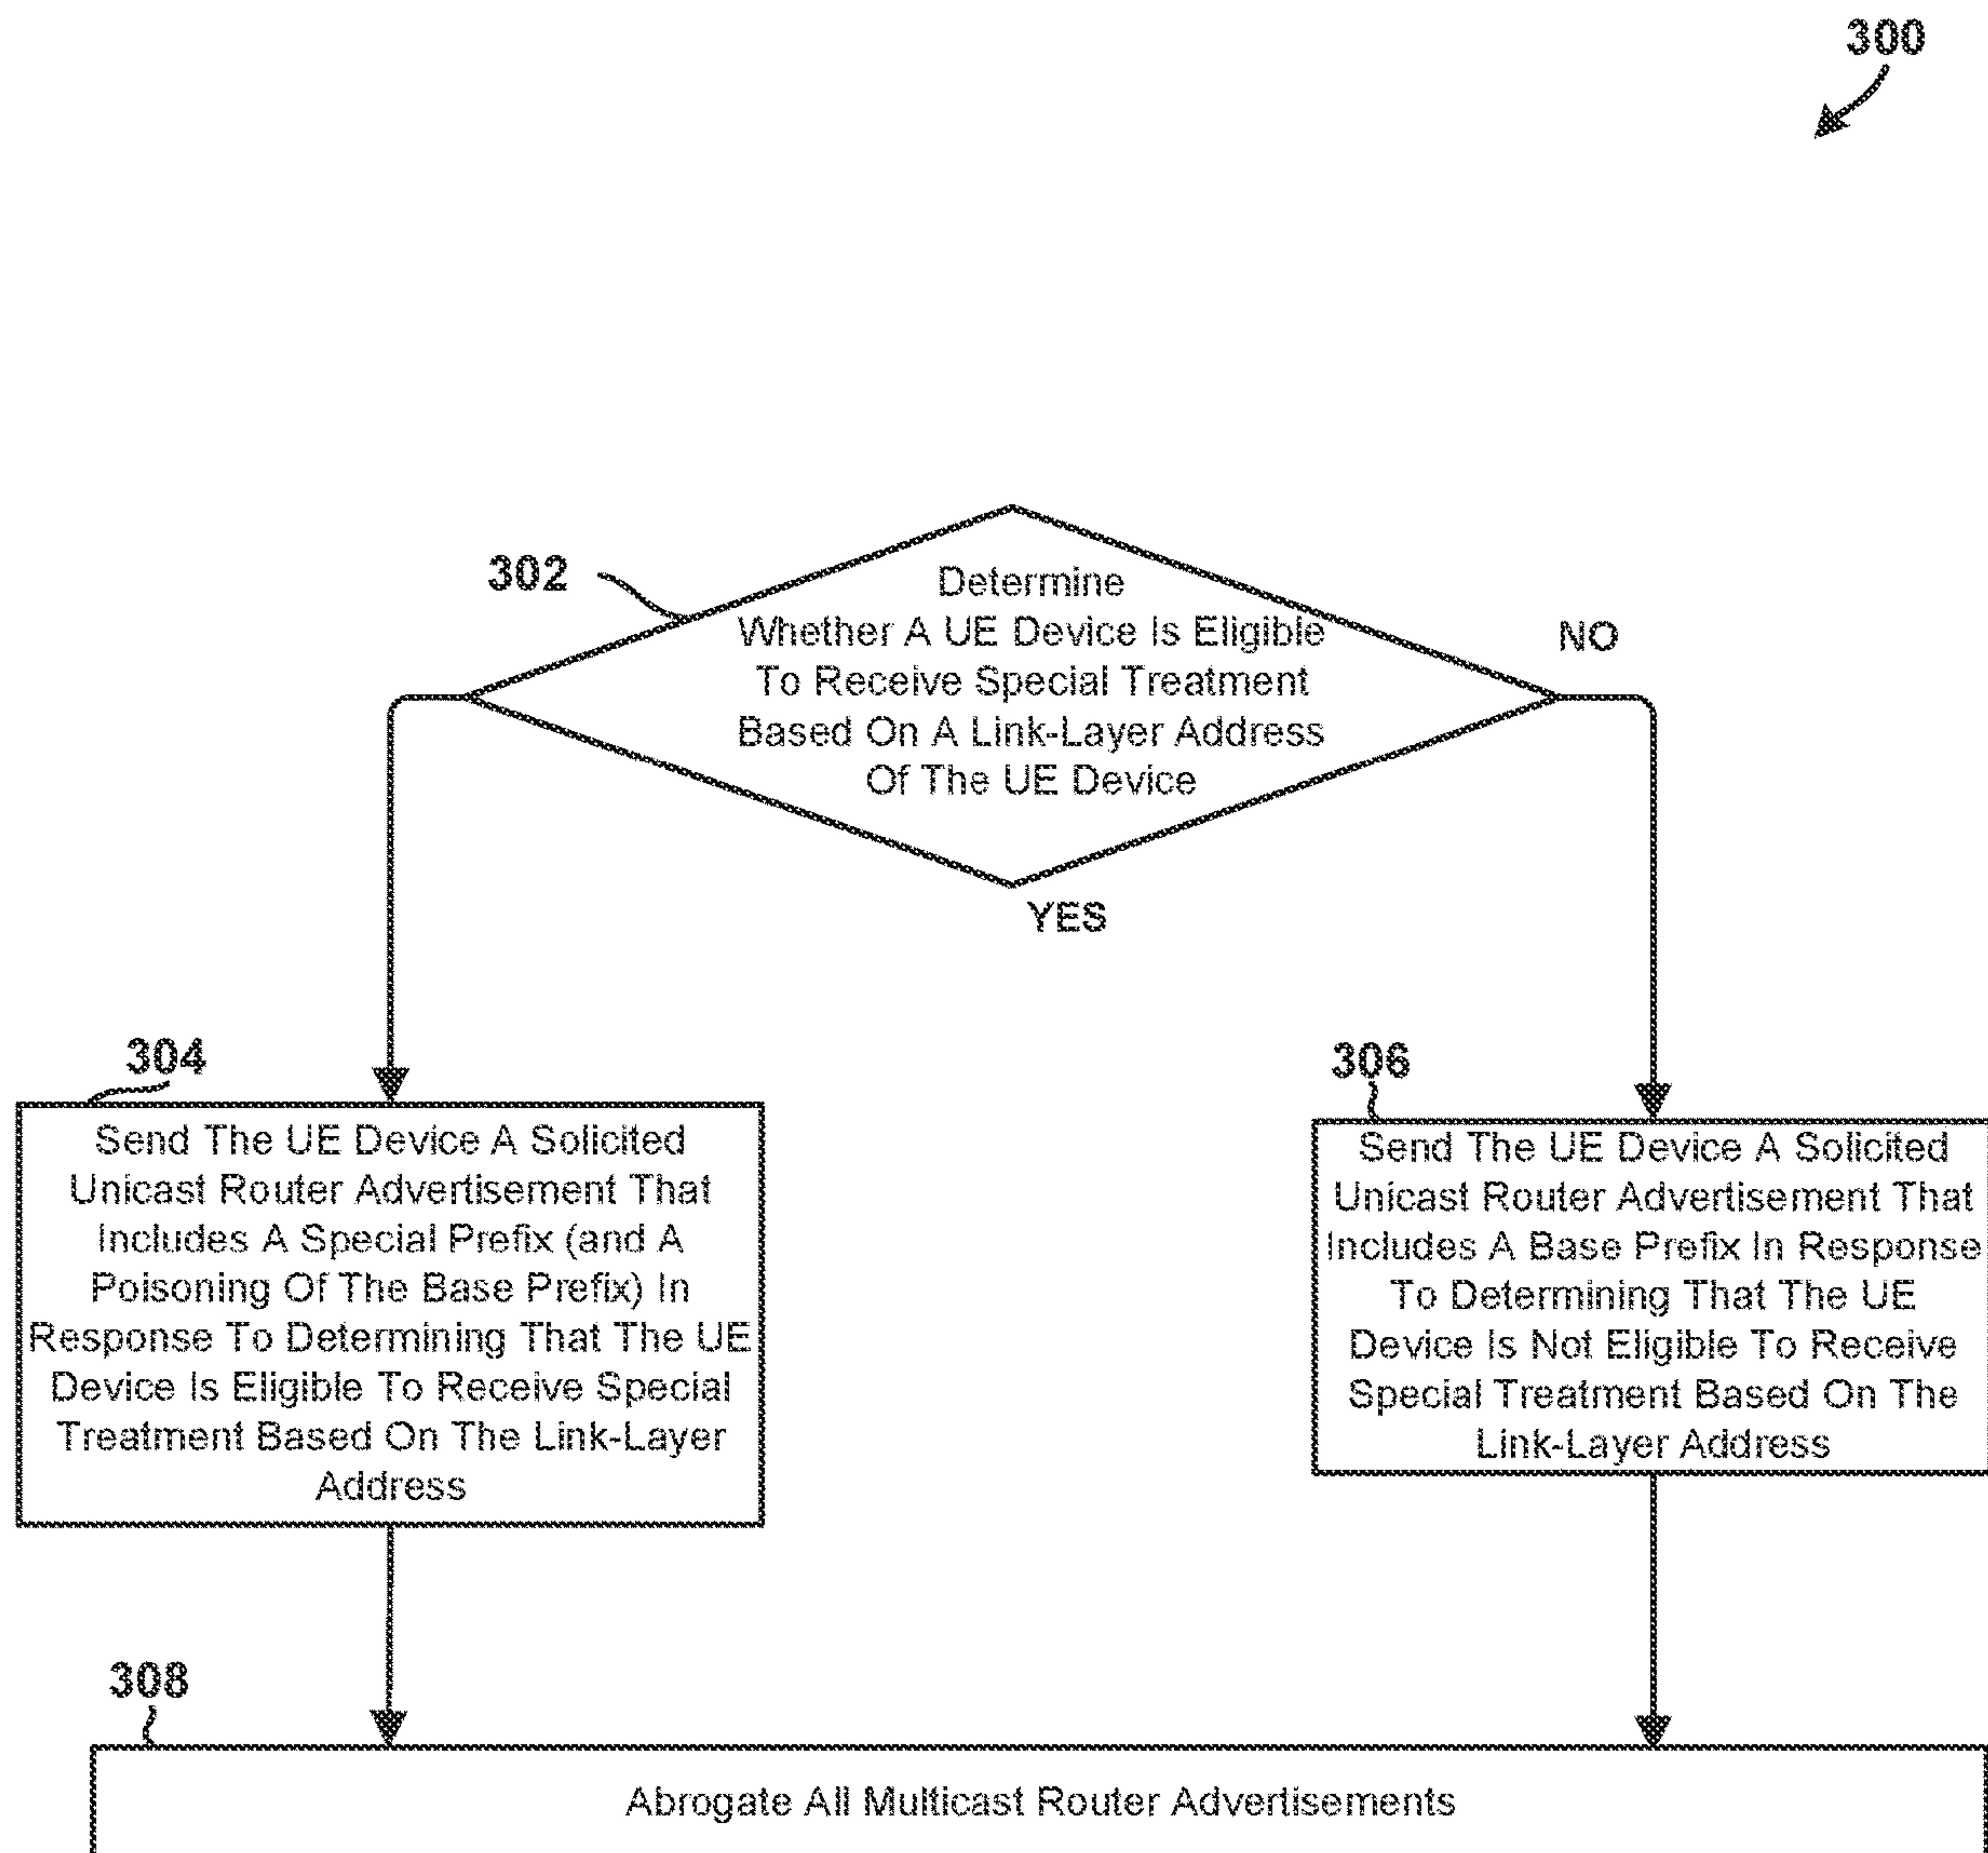 300
302
Determine
Whether A UE Device Is Eligible
To Receive Special Treatment
Based On A Link-Layer Address
Of The UE Device
NO
YES
304
Send The UE Device A Solicited
Unicast Router Advertisement That
Includes A Special Prefix (and A
Poisoning Of The Base Prefix) In
Response To Determining That The UE
Device Is Eligible To Receive Special
Treatment Based On The Link-Layer
Address
306
Send The UE Device A Solicited
Unicast Router Advertisement That
Includes A Base Prefix In Response
To Determining That The UE
Device Is Not Eligible To Receive
Special Treatment Based On The
Link-Layer Address
308
Abrogate All Multicast Router Advertisements